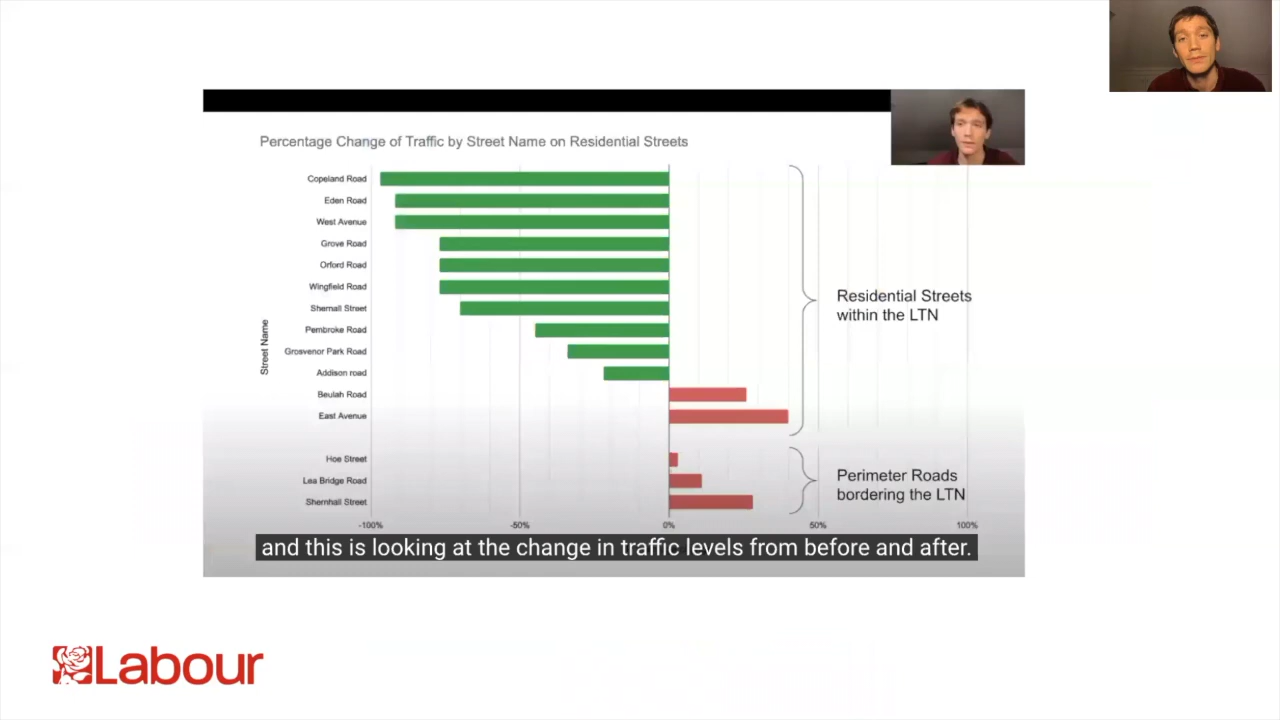 Percentage Change of Traffic by Street Name on Residential Streets
Street Name
Copeland Road
Eden Road
West Avenue
Grove Road
Orford Road
Wingfield Road
Shernall Street
Pembroke Road
Grosvenor Park Road
Addison road
Beulah Road
East Avenue
Residential Streets
within the LTN
Hoe Street
Lea Bridge Road
Shernhall Street
Perimeter Roads
bordering the LTN
-100%
-50%
0%
50%
100%
and this is looking at the change in traffic levels from before and after.
Labour